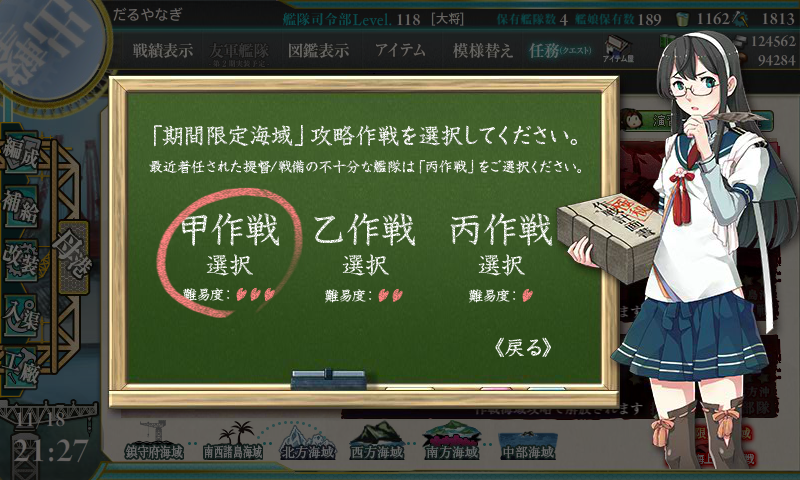 だるやなぎ
艦隊司令部Level. 118 [大将]
保有艦隊数 4 艦娘保有数 189
1162
1813
戦績表示
友軍艦隊
図鑑表示
アイテム
模様替え
任務(クエスト)
アイテム屋
124562
94284
出撃
編成
補給
改装
入渠
工廠
母港
「期間限定海域」攻略作戦を選択してください。
最近着任された提督/戦備の不十分な艦隊は「丙作戦」をご選択ください。
甲作戦
選択
難易度:
乙作戦
選択
難易度:
丙作戦
選択
難易度:
《戻る》
11/18
21:27
鎮守府海域
南西諸島海域
北方海域
西方海域
南方海域
中部海域